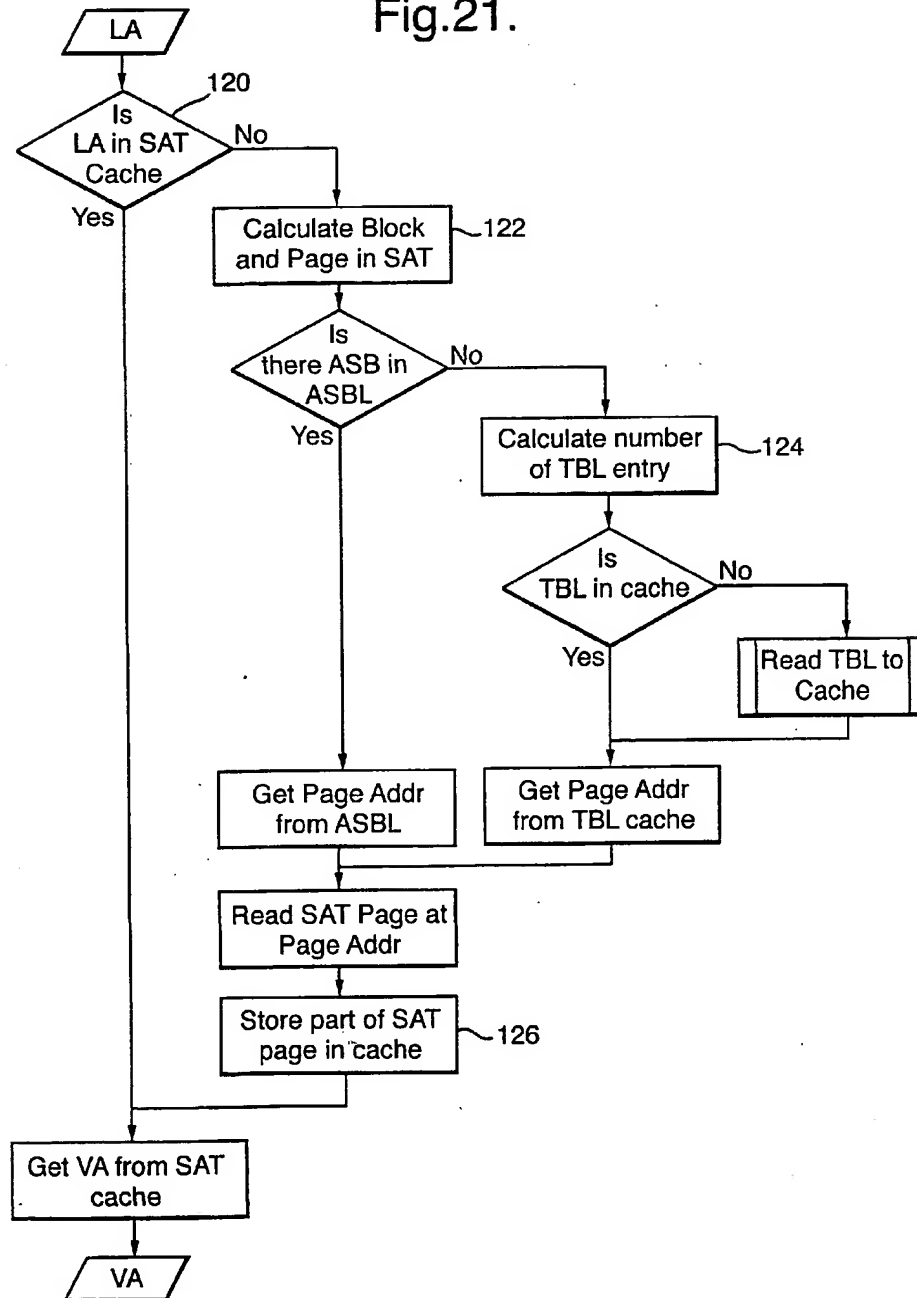 Fig.21.
LA
120
Is
LA in SAT
Cache
No
Yes
Calculate Block
and Page in SAT
122
Is
there ASB in
ASBL
No
Yes
Calculate number
of TBL entry
124
Is
TBL in cache
No
Yes
Read TBL to
Cache
Get Page Addr
from ASBL
Get Page Addr
from TBL cache
Read SAT Page at
Page Addr
Store part of SAT
page in cache
126
Get VA from SAT
cache
VA